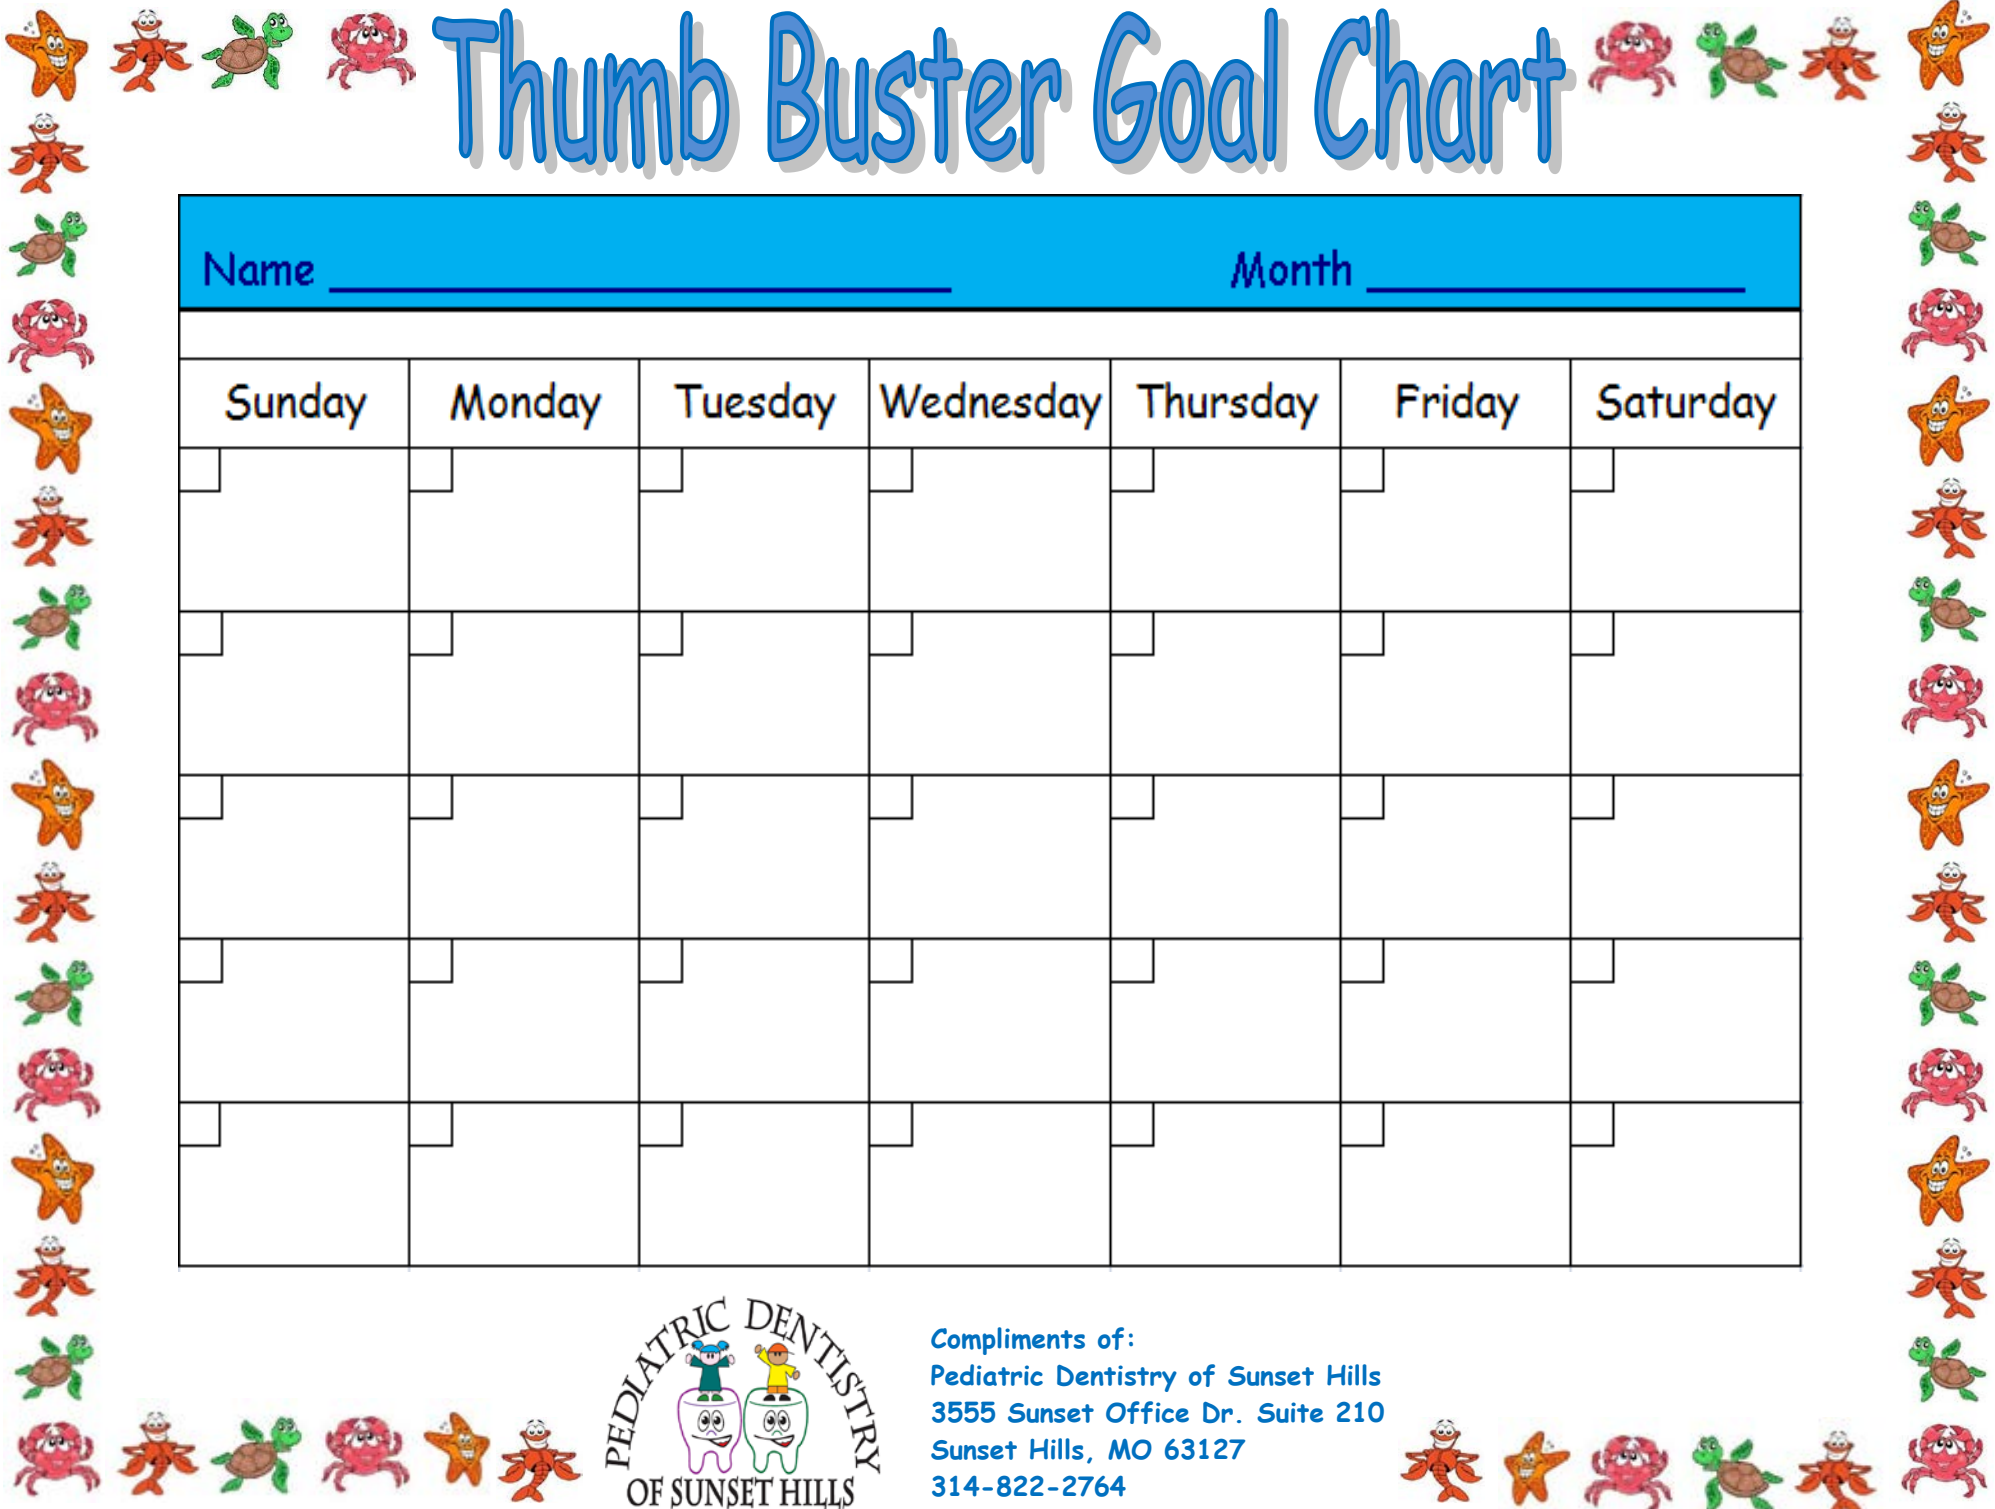 Thumb Buster Goal Chart
Name Month
Sunday Monday Tuesday Wednesday Thursday Friday Saturday
PEDIATRIC DENTISTRY
OF SUNSET HILLS
Compliments of:
Pediatric Dentistry of Sunset Hills
3555 Sunset Office Dr. Suite 210
Sunset Hills, MO 63127
314-822-2764